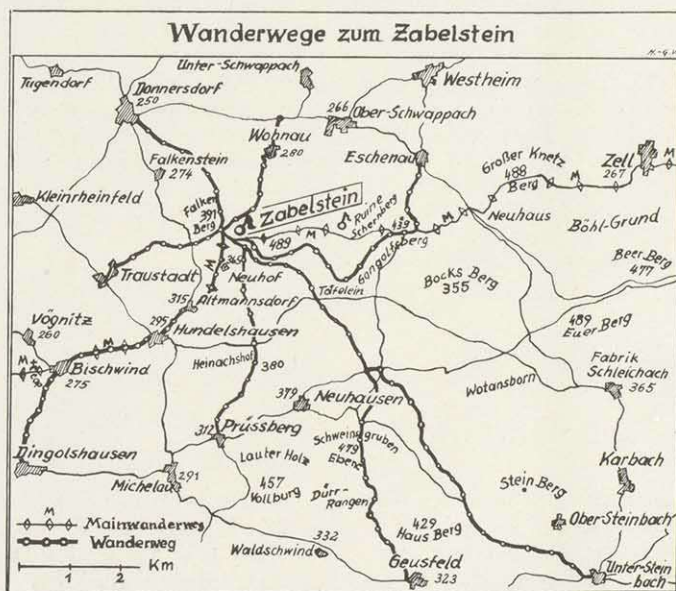 Wanderwege zum Zabelstein
Tugendorf
Donnersdorf
250
Unter-Schwappach
Westheim
266
Ober-Schwappach
Wohnau
280
Falkenstein
274
Eschenau
Großer Knetz
488
Berg
M
Zell
267
M
Kleinrheinfeld
Falken
391
Berg
Zabelstein
Ruine
Schernberg
M
439
M
Neuhaus
Böhl-Grund
489
Gangolfsberg
Traustadt
M
Neuhof
Täfelein
Bocks Berg
355
Beer-Berg
477
315
Altmannsdorf
Vögnitz
260
295
Hundelshausen
489
Euer Berg
M
M
Bischwind
275
Heinachshof
380
Fabrik
Schleichach
365
Wotansborn
379
Neuhausen
312
Prüssberg
Schweingruben
479
Ebene
Dingolshausen
291
Michelau
Lauter Holz
457
Vollburg
Dürr-
Rangen
Stein Berg
Karbach
429
Haus Berg
Ober-Steinbach
M
Mainwanderweg
Wanderweg
332
Waldschwind
Geusfeld
323
Unter-Stein
bach
1 2 Km